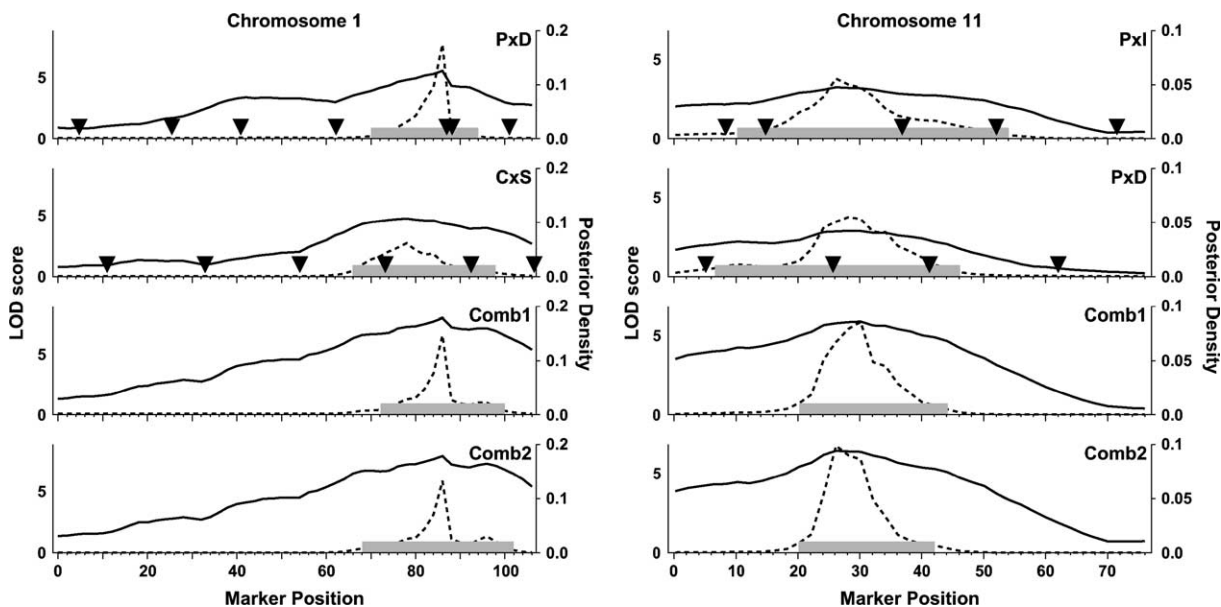 Chromosome 1
PxD
5
0
0.2
0.1
0.0
CxS
5
0
0.2
0.1
0.0
Comb1
5
0
0.2
0.1
0.0
Comb2
5
0
0.2
0.1
0.0
LOD score
Posterior Density
0 20 40 60 80 100
Marker Position
Chromosome 11
PxI
5
0
0.1
0.05
0.0
PxD
5
0
0.1
0.05
0.0
Comb1
5
0
0.1
0.05
0.0
Comb2
5
0
0.1
0.05
0.0
LOD score
Posterior Density
0 10 20 30 40 50 60 70
Marker Position